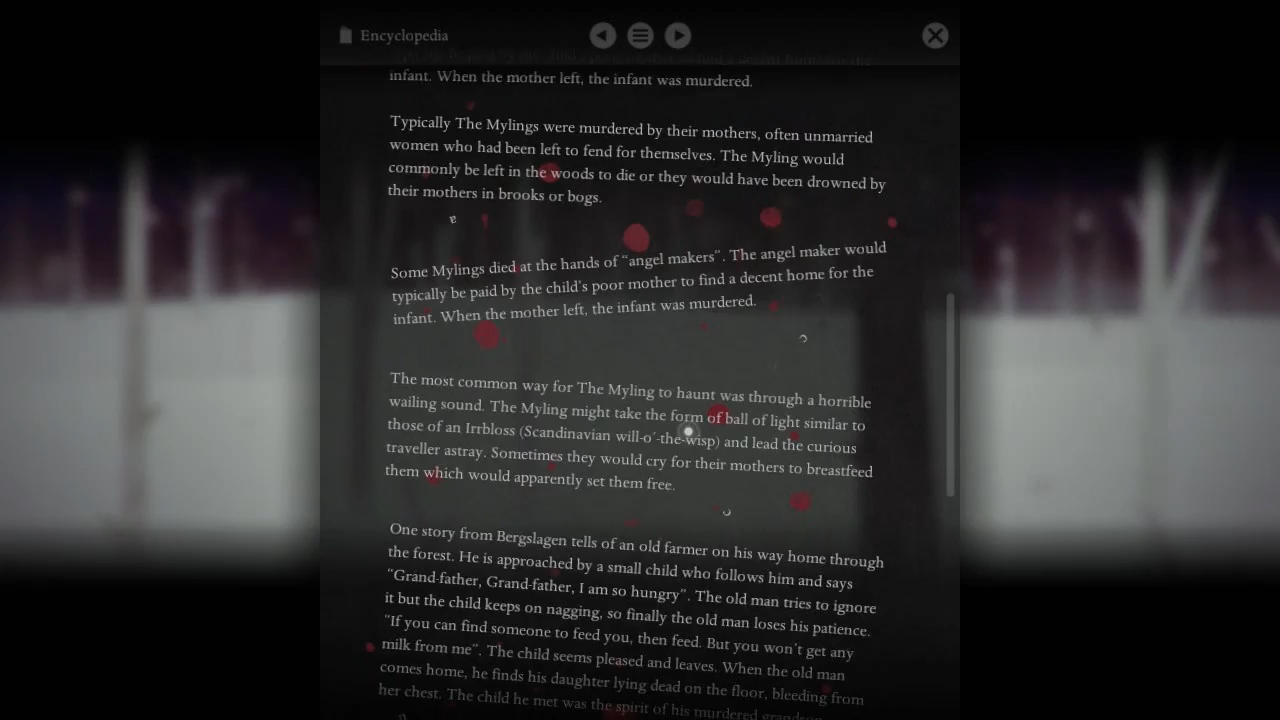 Encyclopedia
infant. When the mother left, the infant was murdered.
Typically The Mylings were murdered by their mothers, often unmarried
women who had been left to fend for themselves. The Myling would
commonly be left in the woods to die or they would have been drowned by
their mothers in brooks or bogs.
Some Mylings died at the hands of “angel makers”. The angel maker would
typically be paid by the child's poor mother to find a decent home for the
infant. When the mother left, the infant was murdered.
The most common way for The Myling to haunt was through a horrible
wailing sound. The Myling might take the form of ball of light similar to
those of an Irrbloss (Scandinavian will-o´-the-wisp) and lead the curious
traveller astray. Sometimes they would cry for their mothers to breastfeed
them which would apparently set them free.
One story from Bergslagen tells of an old farmer on his way home through
the forest. He is approached by a small child who follows him and says
“Grand-father, Grand-father, I am so hungry”. The old man tries to ignore
it but the child keeps on nagging, so finally the old man loses his patience.
“If you can find someone to feed you, then feed. But you won't get any
milk from me”. The child seems pleased and leaves. When the old man
comes home, he finds his daughter lying dead on the floor, bleeding from
her chest. The child he met was the spirit of his murdered grandson